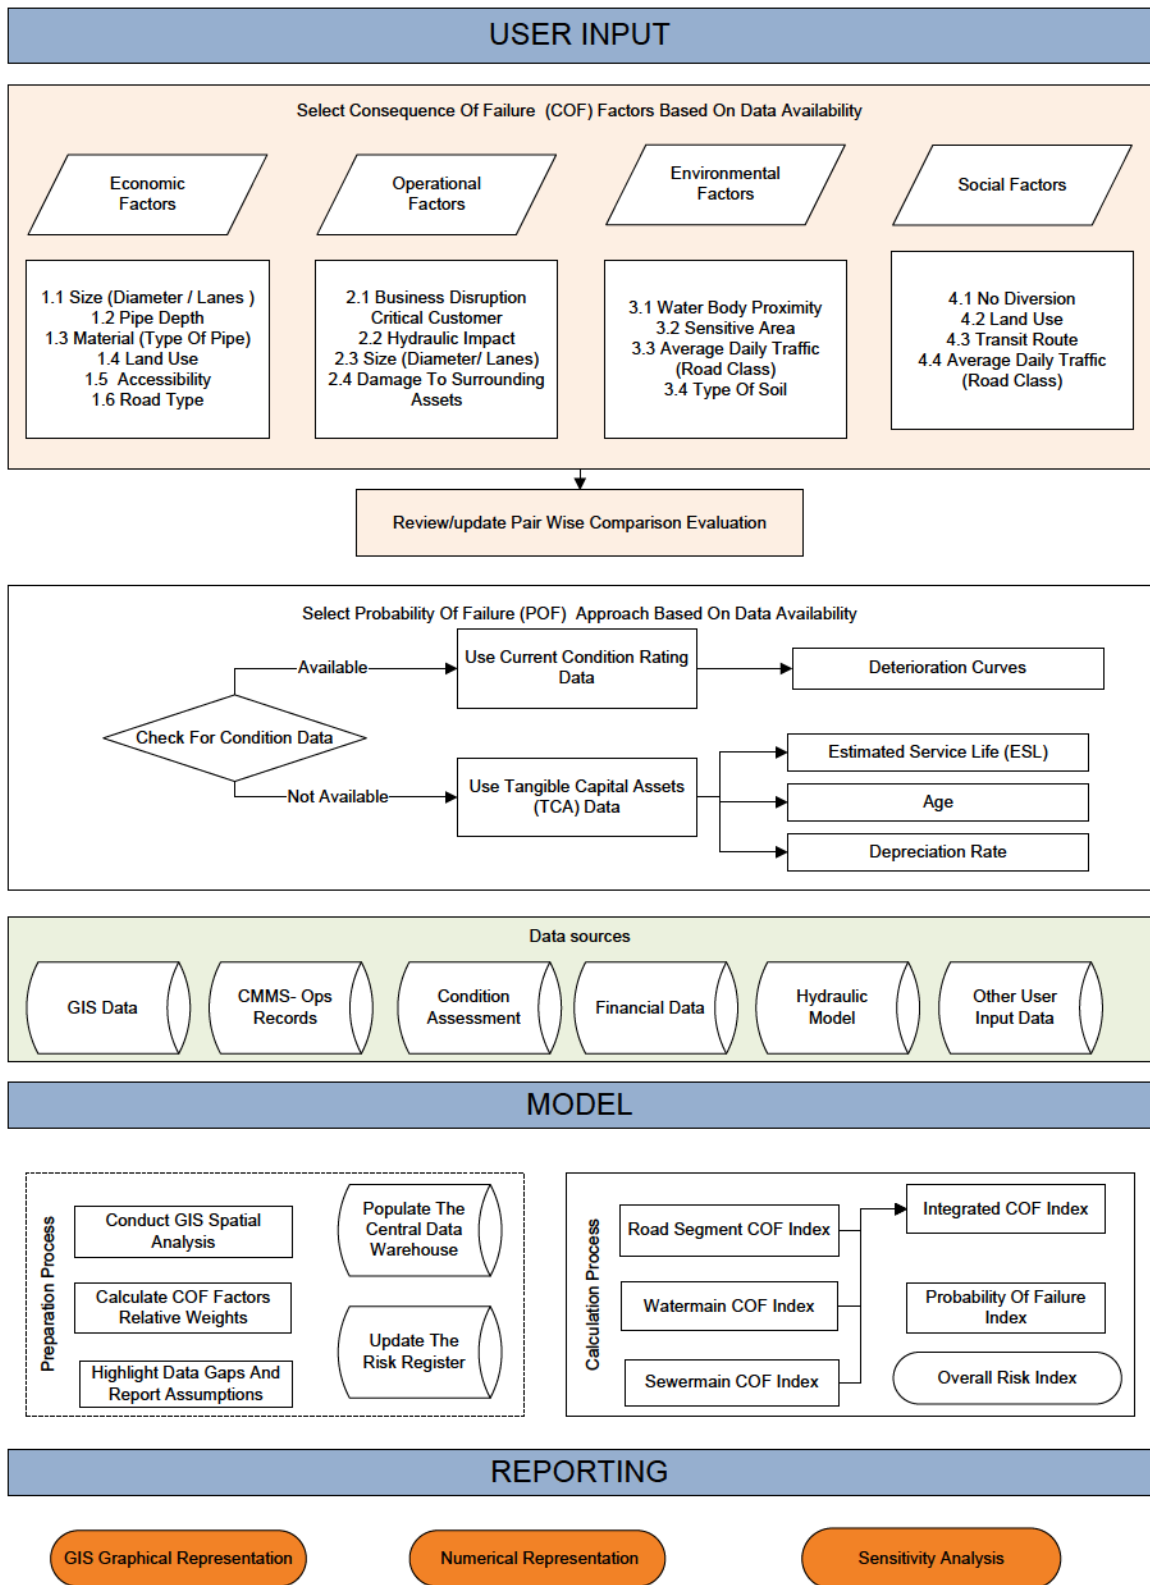 USER INPUT
Select Consequence Of Failure (COF) Factors Based On Data Availability
Economic
Factors
Operational
Factors
Environmental
Factors
Social Factors
1.1 Size (Diameter / Lanes )
1.2 Pipe Depth
1.3 Material (Type Of Pipe)
1.4 Land Use
1.5 Accessibility
1.6 Road Type
2.1 Business Disruption
Critical Customer
2.2 Hydraulic Impact
2.3 Size (Diameter/ Lanes)
2.4 Damage To Surrounding
Assets
3.1 Water Body Proximity
3.2 Sensitive Area
3.3 Average Daily Traffic
(Road Class)
3.4 Type Of Soil
4.1 No Diversion
4.2 Land Use
4.3 Transit Route
4.4 Average Daily Traffic
(Road Class)
Review/update Pair Wise Comparison Evaluation
Select Probability Of Failure (POF) Approach Based On Data Availability
Check For Condition Data
Available
Use Current Condition Rating
Data
Deterioration Curves
Not Available
Use Tangible Capital Assets
(TCA) Data
Estimated Service Life (ESL)
Age
Depreciation Rate
Data sources
GIS Data
CMMS- Ops
Records
Condition
Assessment
Financial Data
Hydraulic
Model
Other User
Input Data
MODEL
Preparation Process
Conduct GIS Spatial
Analysis
Calculate COF Factors
Relative Weights
Highlight Data Gaps And
Report Assumptions
Populate The
Central Data
Warehouse
Update The
Risk Register
Calculation Process
Road Segment COF Index
Watermain COF Index
Sewermain COF Index
Integrated COF Index
Probability Of Failure
Index
Overall Risk Index
REPORTING
GIS Graphical Representation
Numerical Representation
Sensitivity Analysis